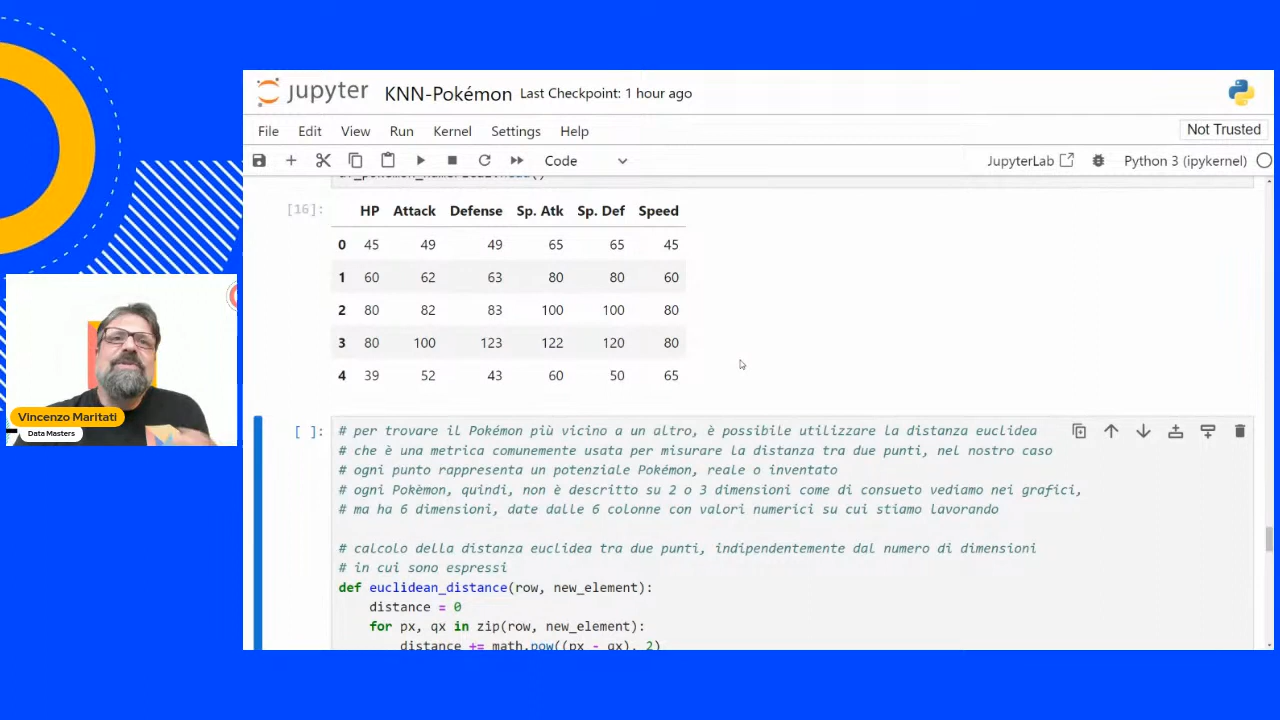 jupyter KNN-Pokémon Last Checkpoint: 1 hour ago
File Edit View Run Kernel Settings Help
Not Trusted
Code
JupyterLab
Python 3 (ipykernel)
[16]:
HP Attack Defense Sp. Atk Sp. Def Speed
0 45 49 49 65 65 45
1 60 62 63 80 80 60
2 80 82 83 100 100 80
3 80 100 123 122 120 80
4 39 52 43 60 50 65
[ ]:
# per trovare il Pokémon più vicino a un altro, è possibile utilizzare la distanza euclidea
# che è una metrica comunemente usata per misurare la distanza tra due punti, nel nostro caso
# ogni punto rappresenta un potenziale Pokémon, reale o inventato
# ogni Pokèmon, quindi, non è descritto su 2 o 3 dimensioni come di consueto vediamo nei grafici,
# ma ha 6 dimensioni, date dalle 6 colonne con valori numerici su cui stiamo lavorando
# calcolo della distanza euclidea tra due punti, indipendentemente dal numero di dimensioni
# in cui sono espressi
def euclidean_distance(row, new_element):
distance = 0
for px, qx in zip(row, new_element):
distance += math.pow((px - qx), 2)
Vincenzo Maritati
Data Masters